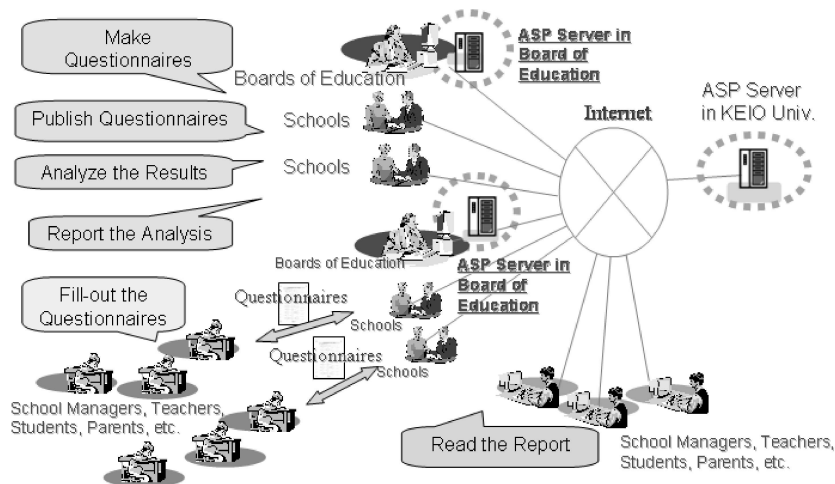 Make
Questionnaires
Boards of Education
ASP Server in
Board of
Education
Publish Questionnaires
Schools
Internet
ASP Server
in KEIO Univ.
Analyze the Results
Schools
Report the Analysis
Boards of Education
ASP Server in
Board of
Education
Fill-out the
Questionnaires
Questionnaires
Schools
Questionnaires
Schools
School Managers, Teachers,
Students, Parents, etc.
Read the Report
School Managers, Teachers,
Students, Parents, etc.